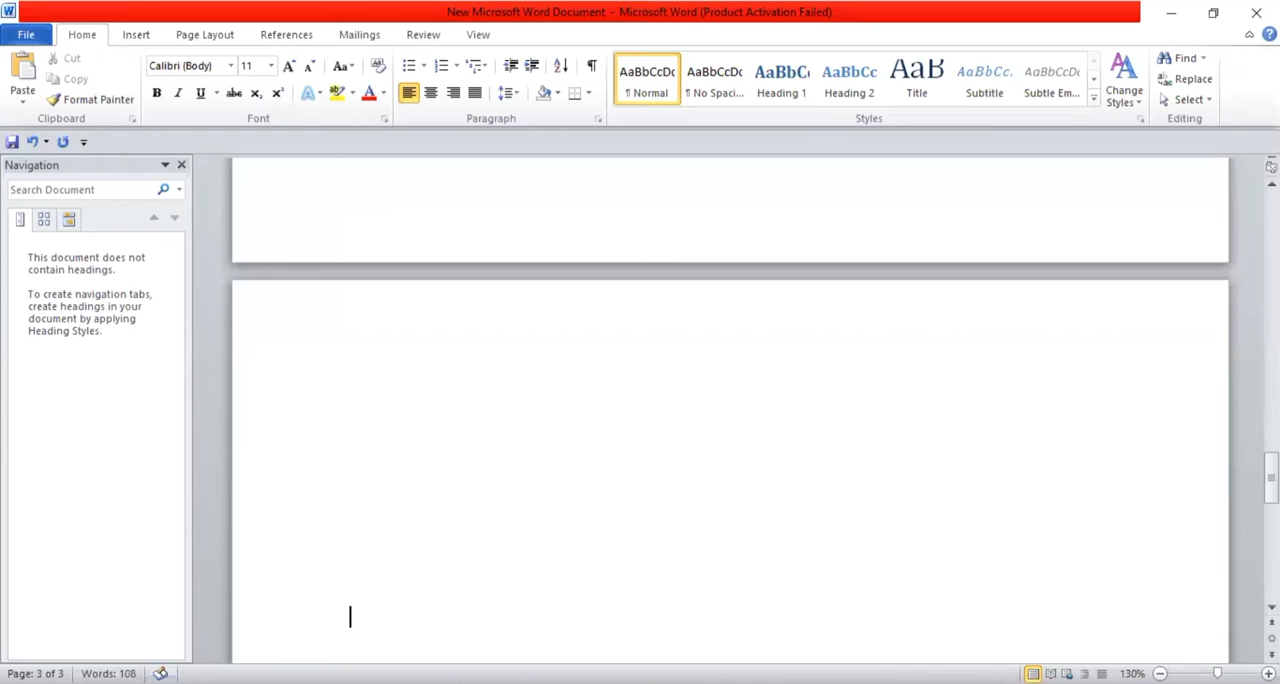 New Microsoft Word Document - Microsoft Word (Product Activation Failed)
File Home Insert Page Layout References Mailings Review View
Paste
Cut
Copy
Format Painter
Clipboard
Calibri (Body) 11
Font
Paragraph
AaBbCcDc AaBbCcDc AaBbC AaBbCc AaB AaBbCc. AaBbCcDc
¶ Normal ¶ No Spaci... Heading 1 Heading 2 Title Subtitle Subtle Em...
Styles
Change
Styles
Find
Replace
Select
Editing
Navigation
Search Document
This document does not
contain headings.
To create navigation tabs,
create headings in your
document by applying
Heading Styles.
Page: 3 of 3 Words: 108 130%